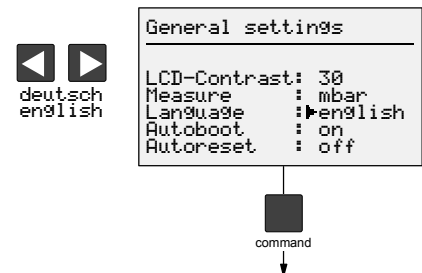 General settings
LCD-Contrast: 30
Measure : mbar
Language : english
Autoboot : on
Autoreset : off
deutsch
english
command